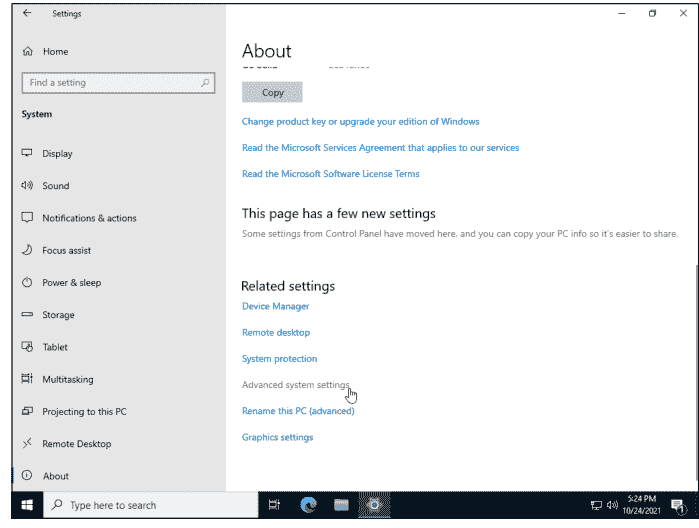 Settings
Home
Find a setting
System
Display
Sound
Notifications & actions
Focus assist
Power & sleep
Storage
Tablet
Multitasking
Projecting to this PC
Remote Desktop
About
About
Copy
Change product key or upgrade your edition of Windows
Read the Microsoft Services Agreement that applies to our services
Read the Microsoft Software License Terms
This page has a few new settings
Some settings from Control Panel have moved here, and you can copy your PC info so it's easier to share.
Related settings
Device Manager
Remote desktop
System protection
Advanced system settings
Rename this PC (advanced)
Graphics settings
Type here to search
5:24 PM
10/24/2021